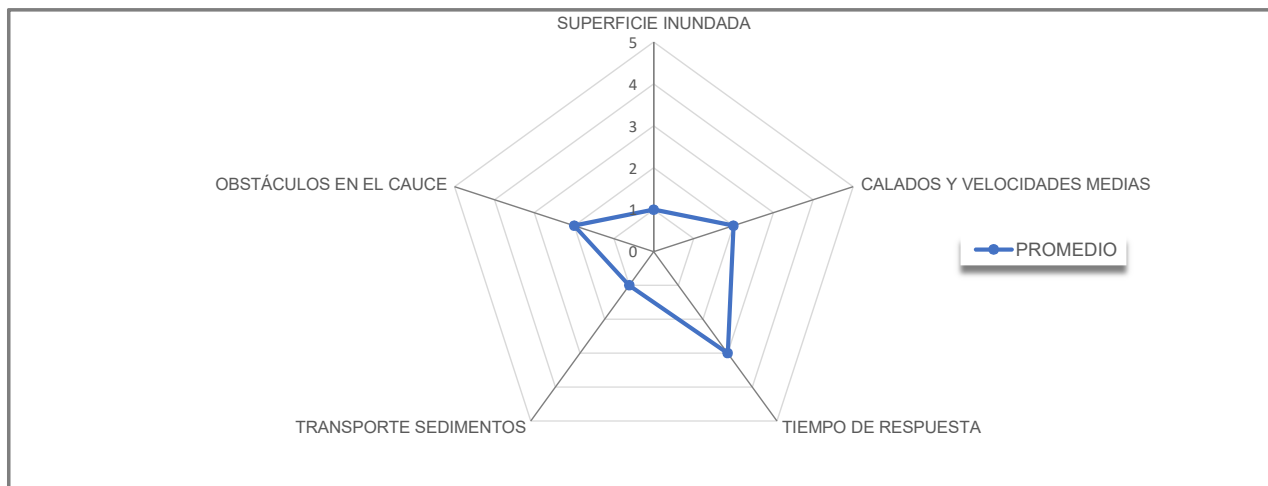 SUPERFICIE INUNDADA
5
4
3
2
1
0
CALADOS Y VELOCIDADES MEDIAS
OBSTÁCULOS EN EL CAUCE
PROMEDIO
TRANSPORTE SEDIMENTOS
TIEMPO DE RESPUESTA